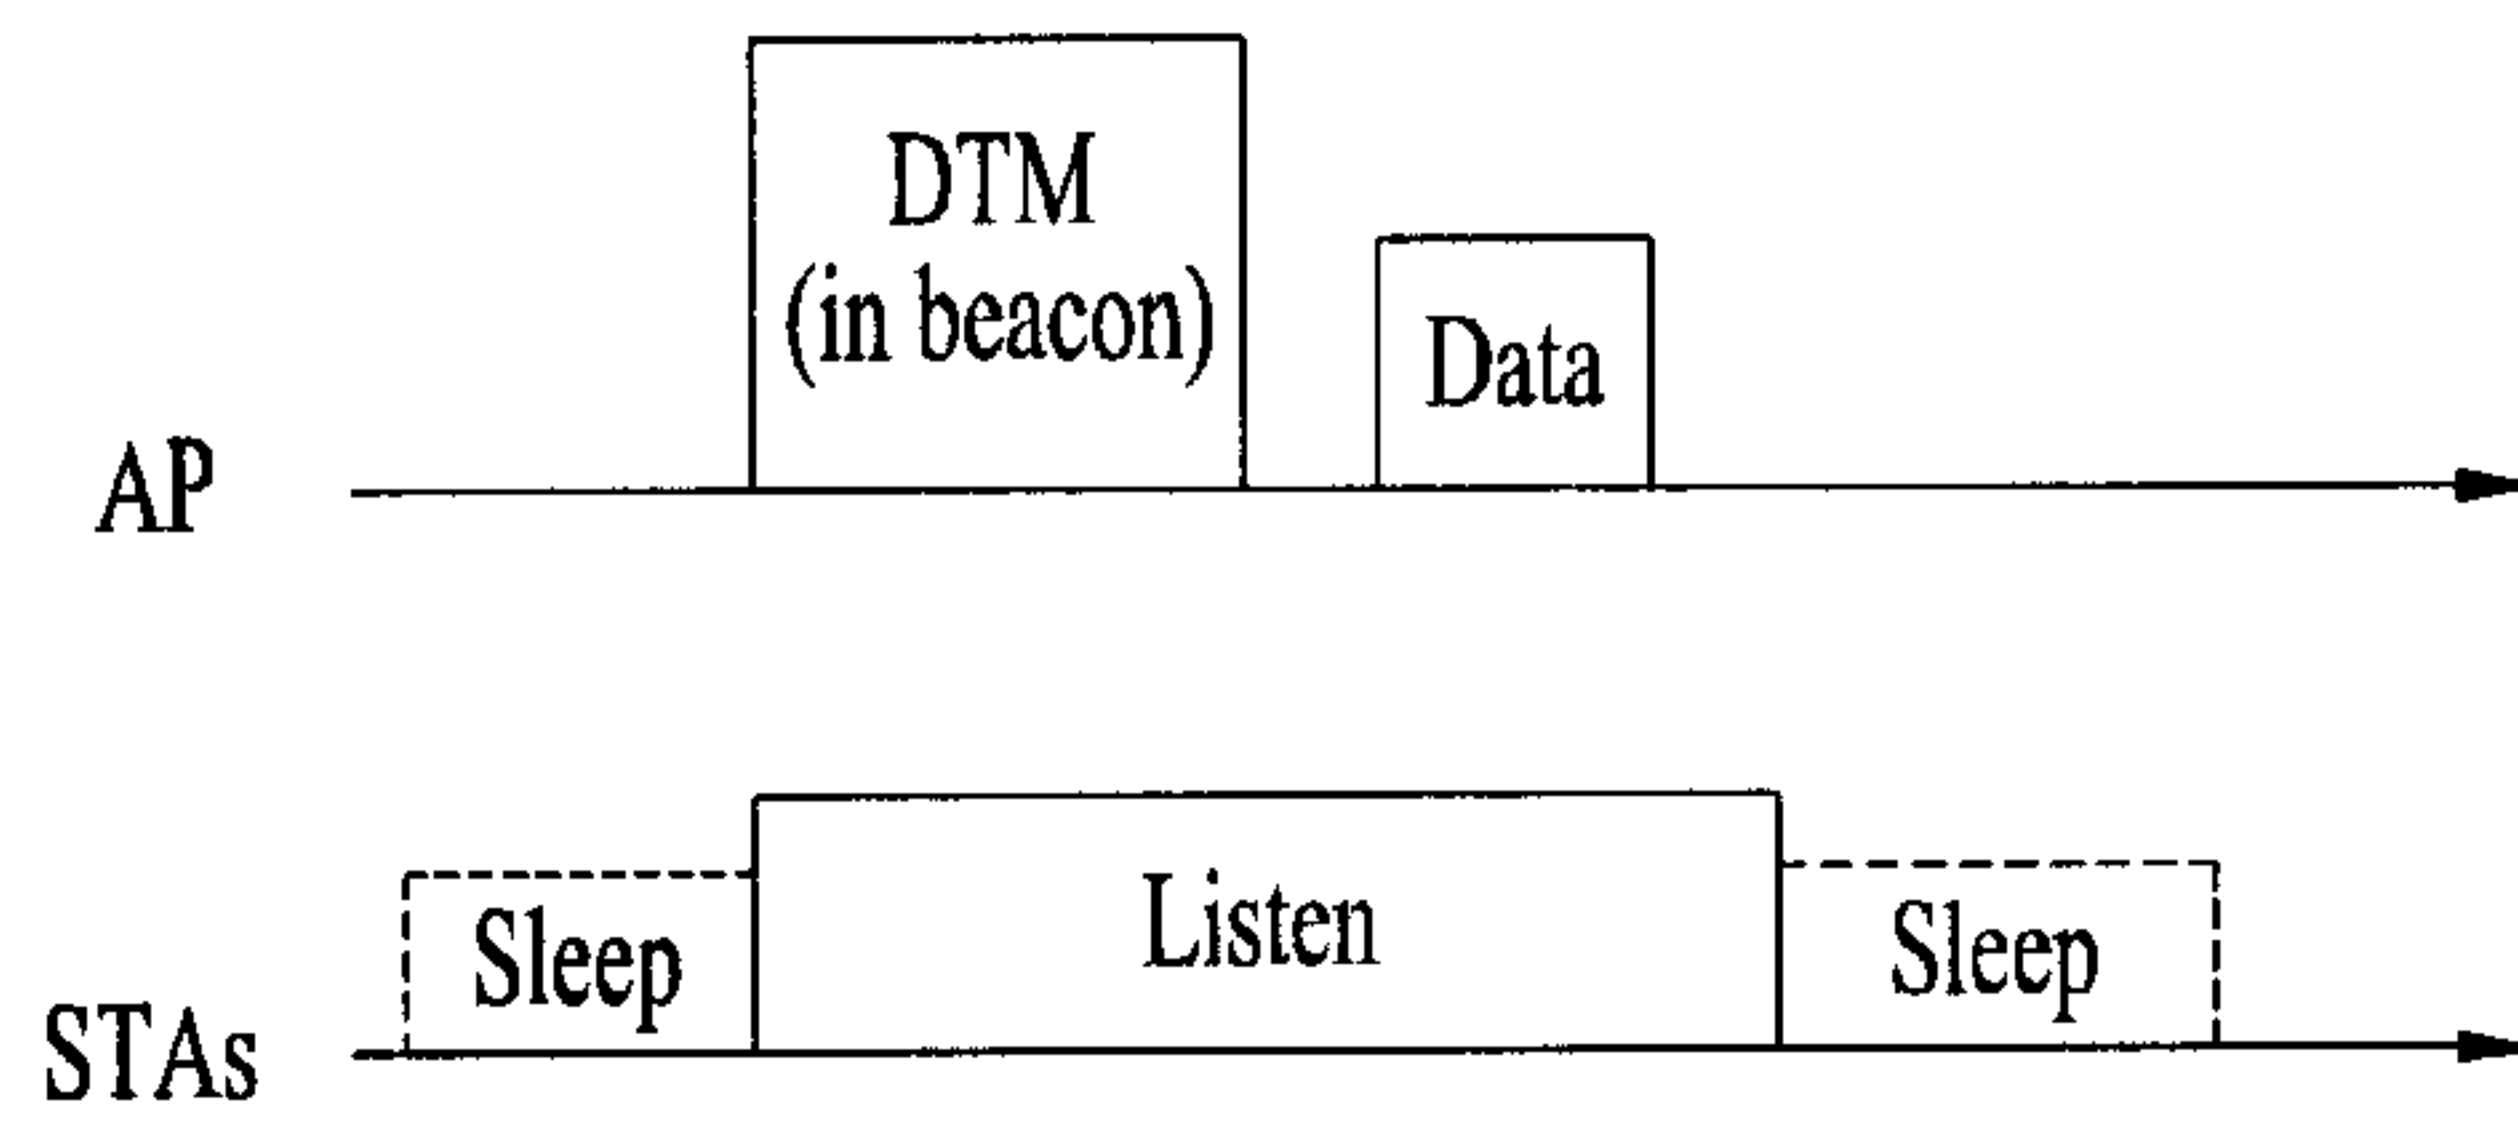 DTM
(in beacon)
Data
AP
Sleep
Listen
Sleep
STAs